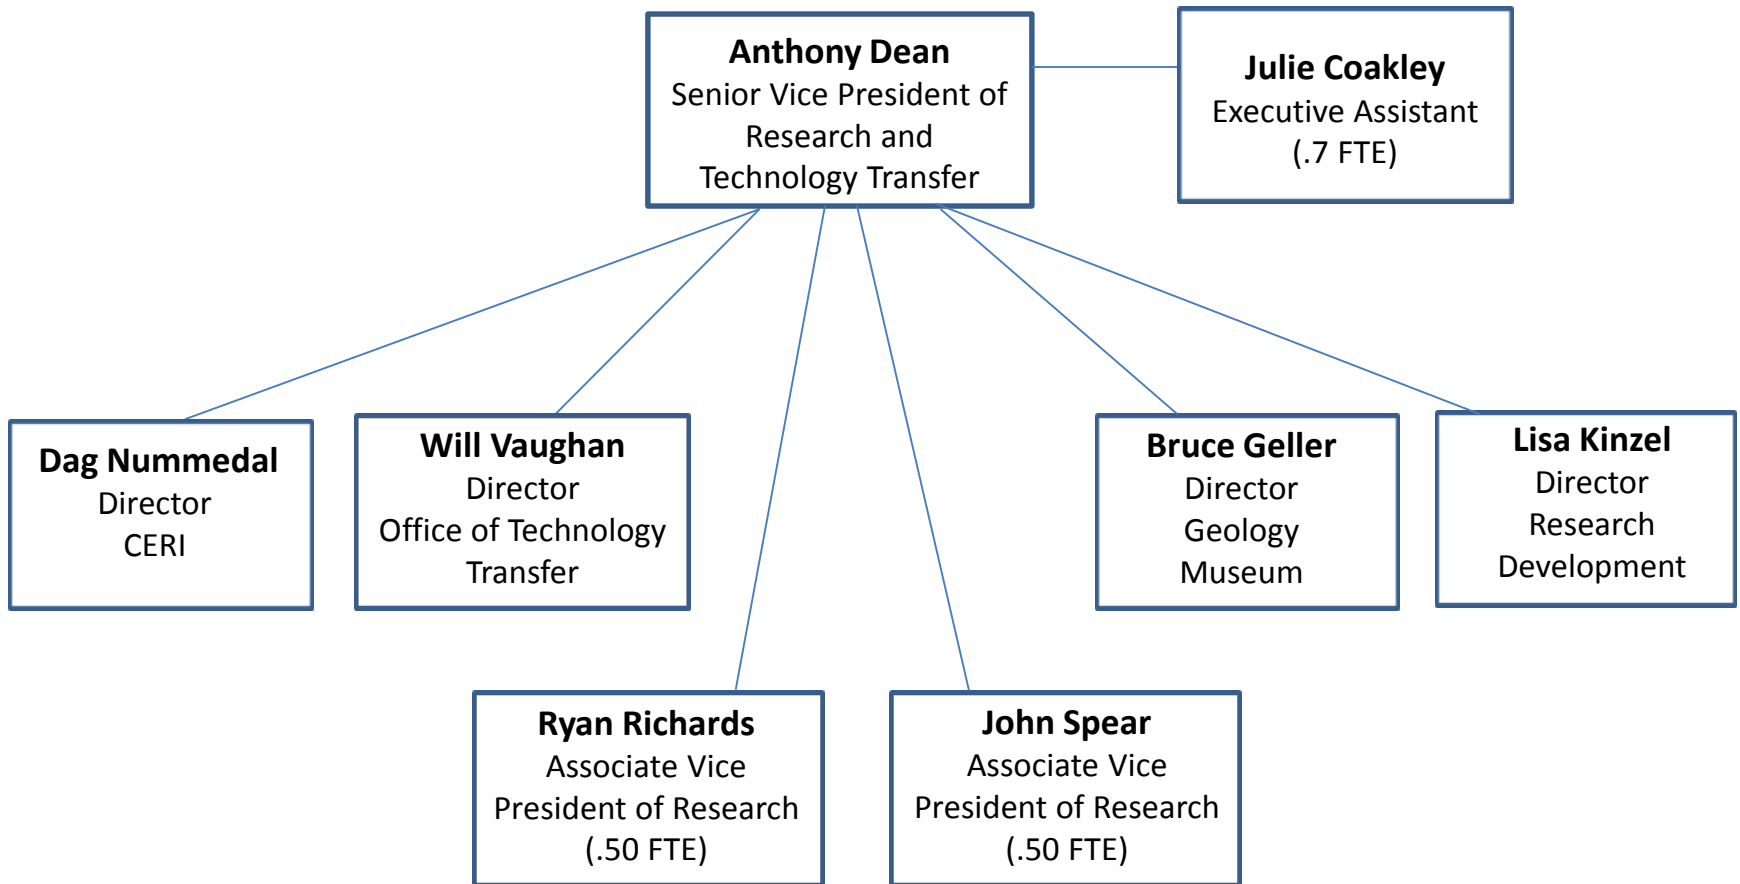 Anthony Dean
Senior Vice President of
Research and
Technology Transfer
Julie Coakley
Executive Assistant
(.7 FTE)
Dag Nummedal
Director
CERI
Will Vaughan
Director
Office of Technology
Transfer
Bruce Geller
Director
Geology
Museum
Lisa Kinzel
Director
Research
Development
Ryan Richards
Associate Vice
President of Research
(.50 FTE)
John Spear
Associate Vice
President of Research
(.50 FTE)